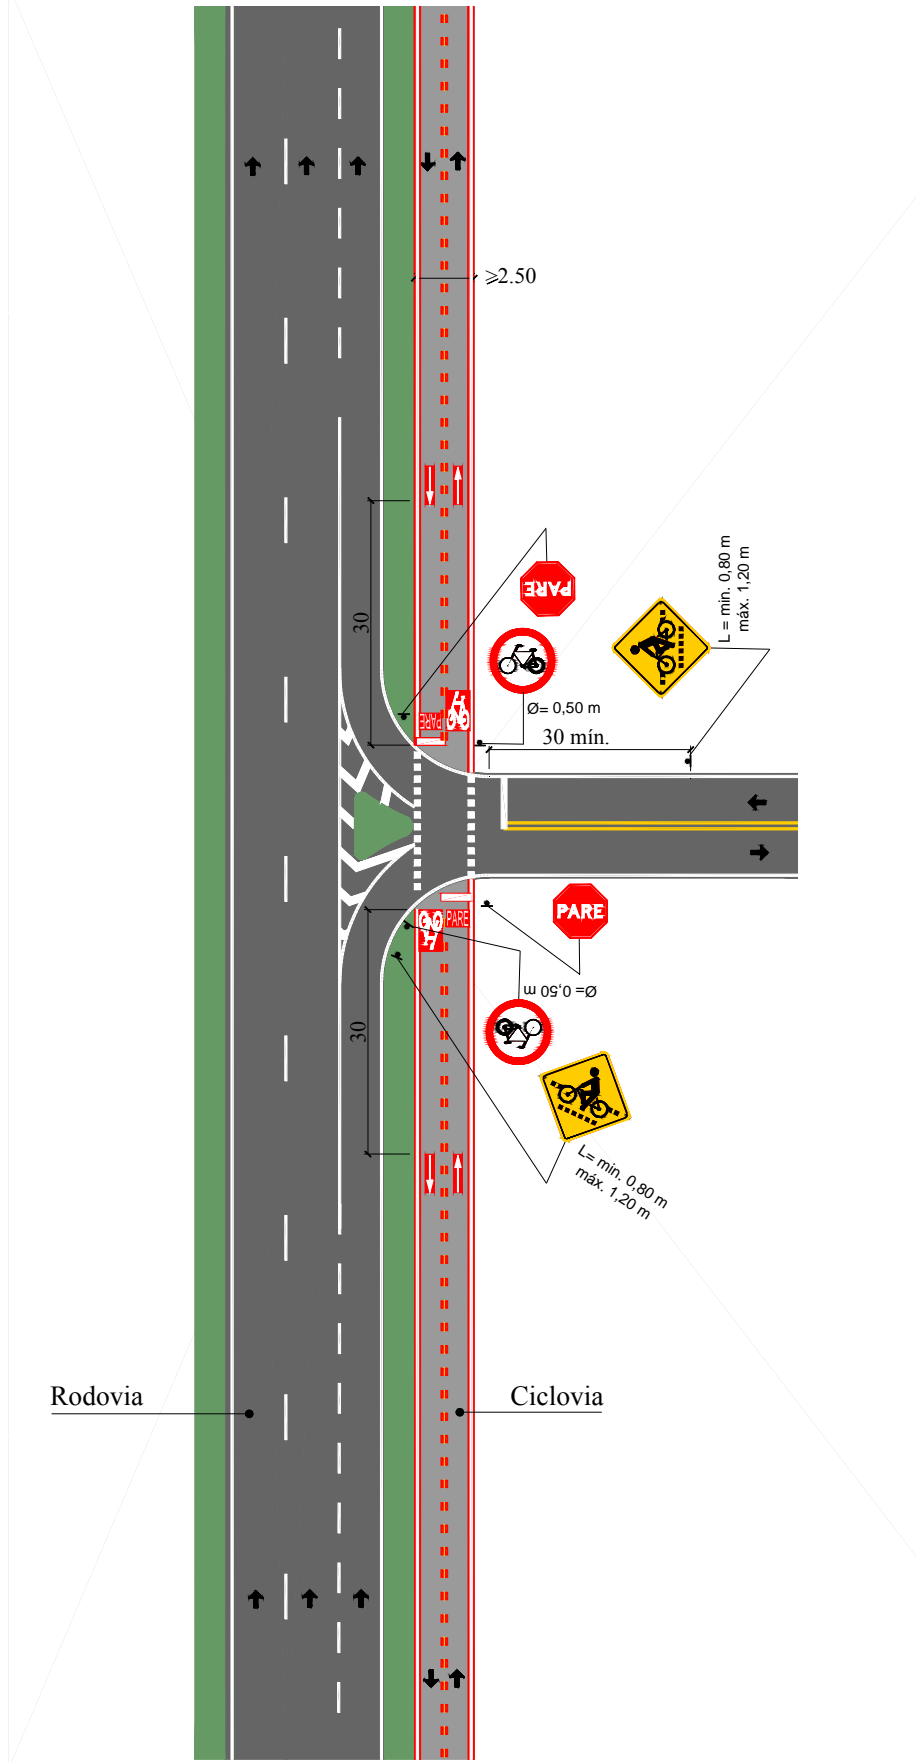 ≥2.50
30
PARE
L = min. 0,80 m
máx. 1,20 m
PARE
Ø= 0,50 m
30 mín.
PARE
PARE
Ø= 0,50 m
30
L= min. 0,80 m
máx. 1,20 m
Rodovia
Ciclovia